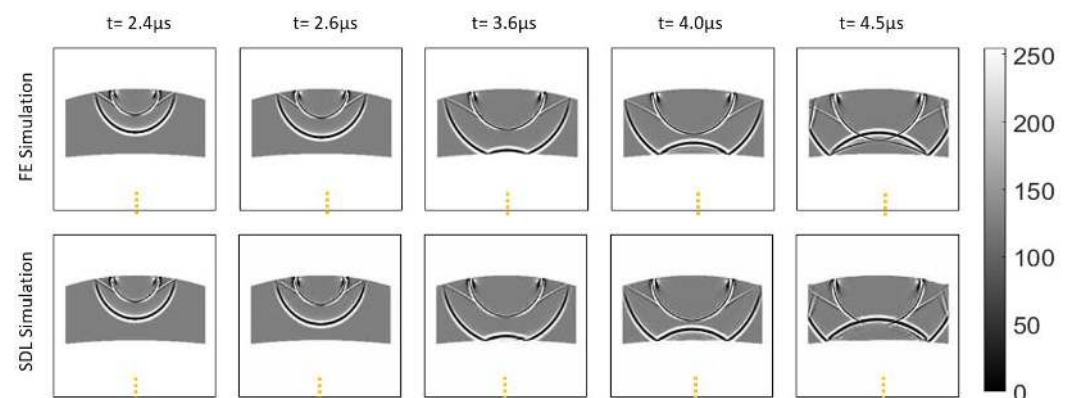 t= 2.4µs t= 2.6µs t= 3.6µs t= 4.0µs t= 4.5µs
FE Simulation
SDL Simulation
250
200
150
100
50
0